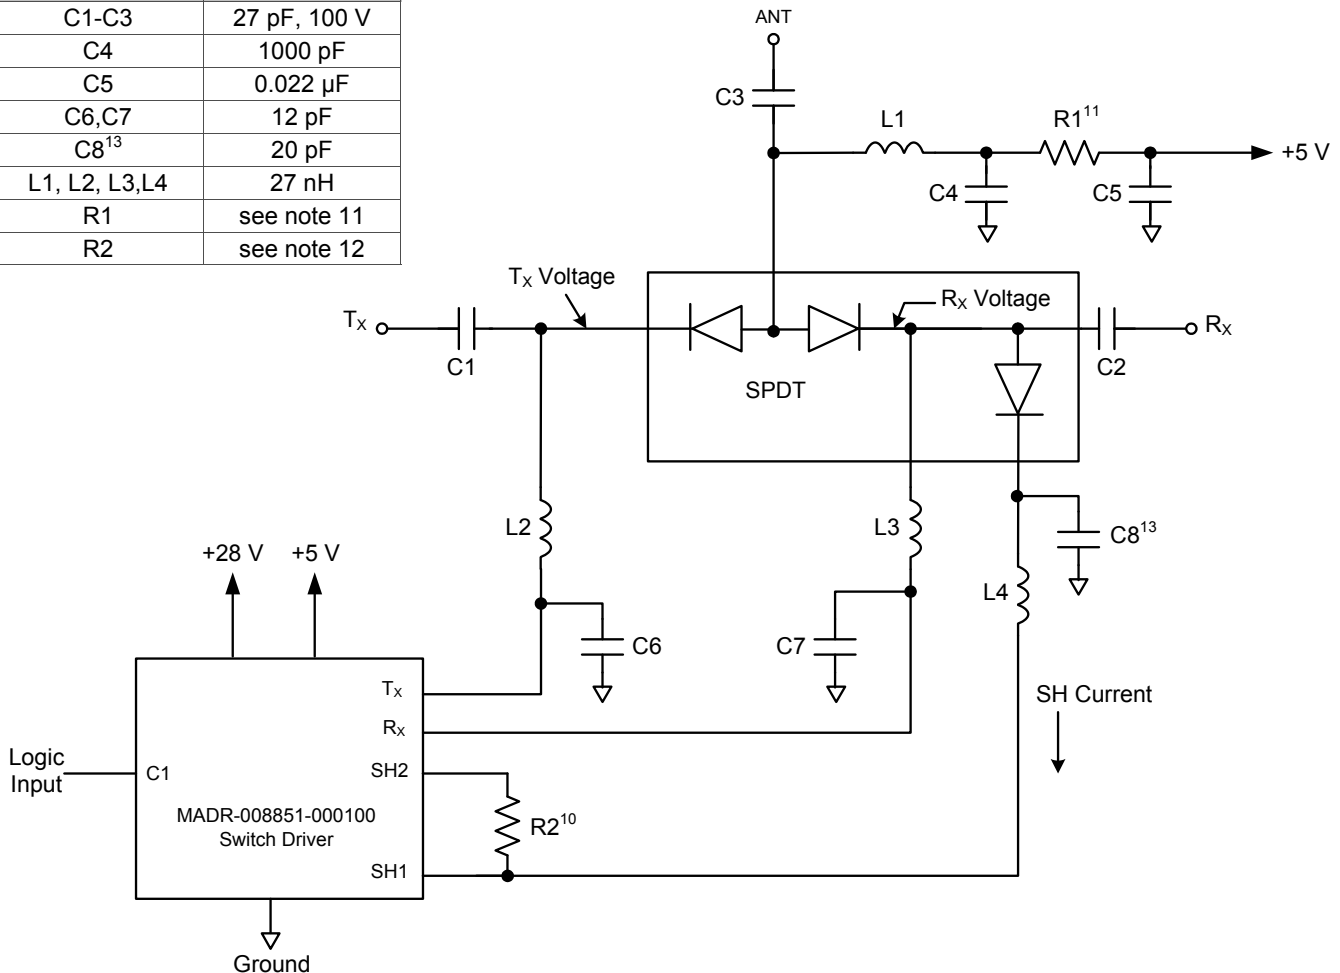 C1-C3 27 pF, 100 V
C4 1000 pF
C5 0.022 µF
C6,C7 12 pF
C8¹³ 20 pF
L1, L2, L3,L4 27 nH
R1 see note 11
R2 see note 12
ANT
C3
L1
R1¹¹
+5 V
C4
C5
TX Voltage
RX Voltage
TX
RX
C1
C2
SPDT
L2
L3
C8¹³
+28 V
+5 V
L4
C6
C7
TX
SH Current
RX
Logic
Input
C1
SH2
MADR-008851-000100
Switch Driver
R2¹⁰
SH1
Ground